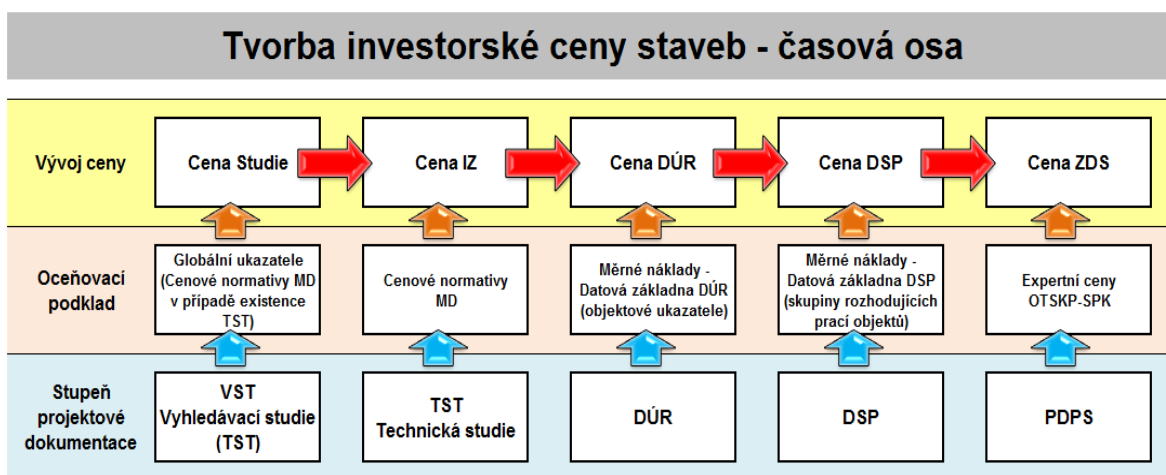 Tvorba investorské ceny staveb - časová osa
Vývoj ceny
Cena Studie
Cena IZ
Cena DÚR
Cena DSP
Cena ZDS
Oceňovací
podklad
Globální ukazatele
(Cenové normativy MD
v případě existence
TST)
Cenové normativy
MD
Měrné náklady -
Datová základna DÚR
(objektové ukazatele)
Měrné náklady -
Datová základna DSP
(skupiny rozhodujících
prací objektů)
Expertní ceny
OTSKP-SPK
Stupeň
projektové
dokumentace
VST
Vyhledávací studie
(TST)
TST
Technická studie
DÚR
DSP
PDPS